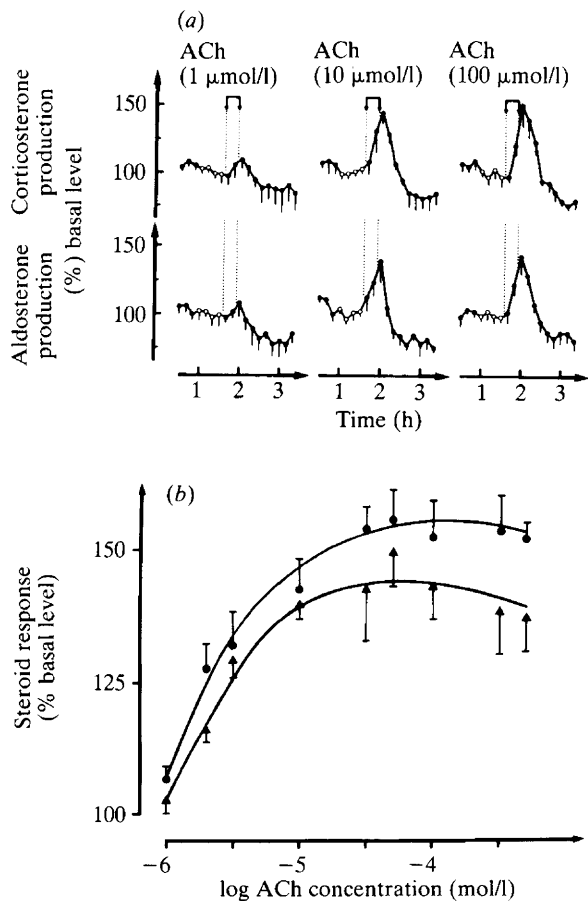 (a)
ACh
(1 μmol/l)
ACh
(10 μmol/l)
ACh
(100 μmol/l)
Corticosterone
production
Aldosterone
production
(%) basal level
150
100
150
100
1 2 3
1 2 3
1 2 3
Time (h)
(b)
Steroid response
(% basal level)
150
125
100
−6 −5 −4
log ACh concentration (mol/l)